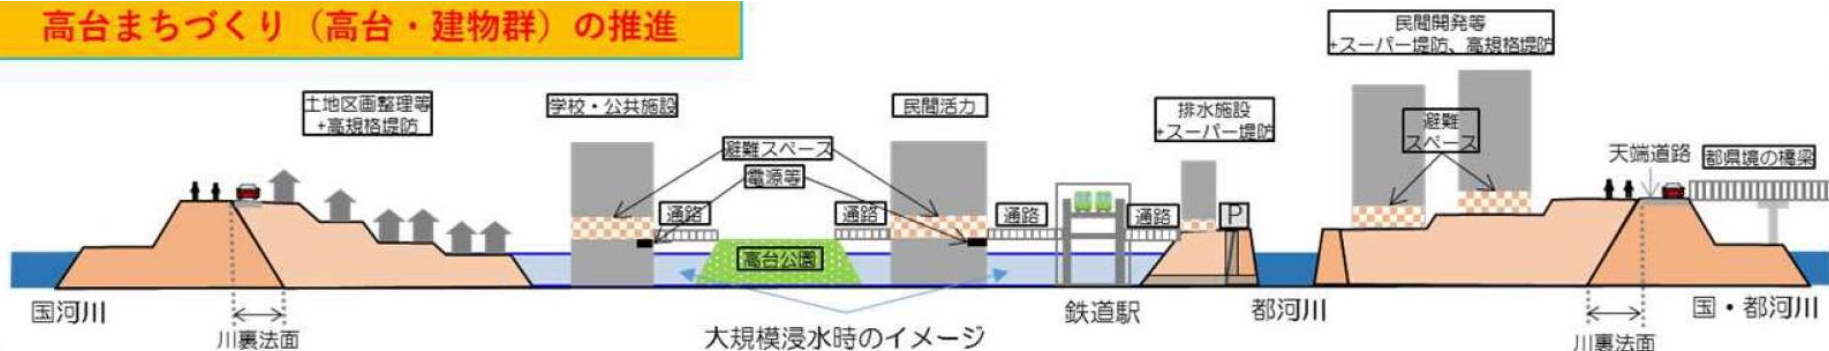 高台まちづくり（高台・建物群）の推進
民間開発等
+スーパー堤防、高規格堤防
土地区画整理等
+高規格堤防
学校・公共施設
民間活力
排水施設
+スーパー堤防
避難スペース
電源等
避難
スペース
天端道路
都県境の橋梁
通路
通路
通路
通路
P
高台公園
国河川
川裏法面
大規模浸水時のイメージ
鉄道駅
都河川
国・都河川
川裏法面